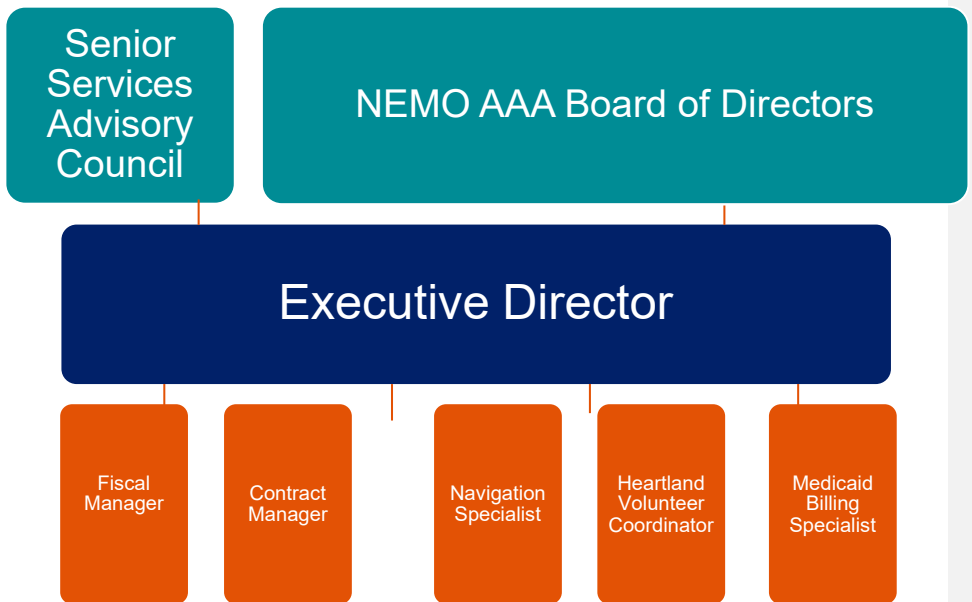 Senior
Services
Advisory
Council
NEMO AAA Board of Directors
Executive Director
Fiscal
Manager
Contract
Manager
Navigation
Specialist
Heartland
Volunteer
Coordinator
Medicaid
Billing
Specialist